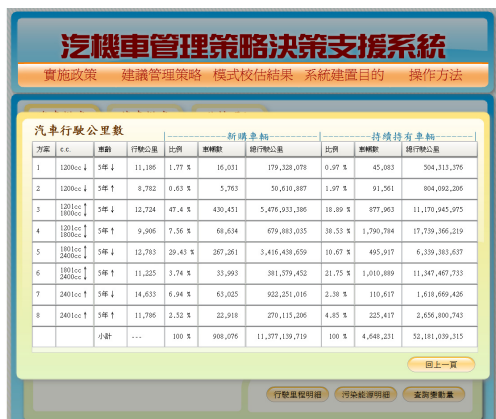 汽機車管理策略決策支援系統
實施政策 建議管理策略 模式校估結果 系統建置目的 操作方法
汽車行駛公里數
新購車輛 持續持有車輛
方案 c.c. 車齡 行駛公里 比例 車輛數 總行駛公里 比例 車輛數 總行駛公里
1 1200cc↓ 5年↓ 11,186 1.77 % 16,031 179,328,078 0.97 % 45,083 504,313,376
2 1200cc↓ 5年↑ 8,782 0.63 % 5,763 50,610,887 1.97 % 91,561 804,092,206
3 1201cc↑ 1800cc↓ 5年↓ 12,724 47.4 % 430,451 5,476,933,386 18.89 % 877,963 11,170,945,975
4 1201cc↑ 1800cc↓ 5年↑ 9,906 7.56 % 68,634 679,883,035 38.53 % 1,790,784 17,739,366,219
5 1801cc↑ 2400cc↓ 5年↓ 12,783 29.43 % 267,261 3,416,438,659 10.67 % 495,917 6,339,383,637
6 1801cc↑ 2400cc↓ 5年↑ 11,225 3.74 % 33,993 381,579,452 21.75 % 1,010,889 11,347,467,733
7 2401cc↑ 5年↓ 14,633 6.94 % 63,025 922,251,016 2.38 % 110,617 1,618,669,426
8 2401cc↑ 5年↑ 11,786 2.52 % 22,918 270,115,206 4.85 % 225,417 2,656,800,743
小計 --- 100 % 908,076 11,377,139,719 100 % 4,648,231 52,181,039,315
回上一頁
行駛里程明細 污染能源明細 查詢變動量